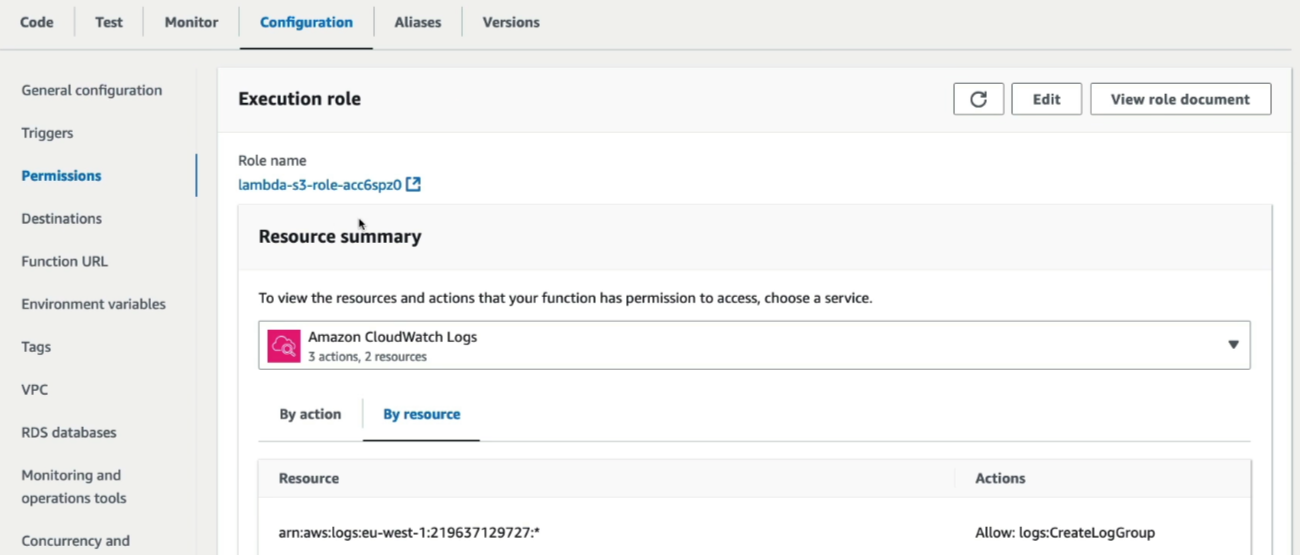 Code Test Monitor Configuration Aliases Versions
General configuration
Triggers
Permissions
Destinations
Function URL
Environment variables
Tags
VPC
RDS databases
Monitoring and
operations tools
Concurrency and
Execution role
Edit
View role document
Role name
lambda-s3-role-acc6spz0
Resource summary
To view the resources and actions that your function has permission to access, choose a service.
Amazon CloudWatch Logs
3 actions, 2 resources
By action By resource
Resource Actions
arn:aws:logs:eu-west-1:219637129727:* Allow: logs:CreateLogGroup